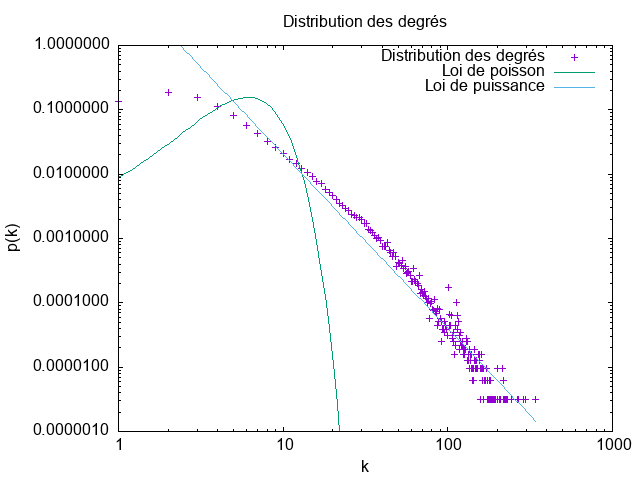 Distribution des degrés
1.0000000
Distribution des degrés
Loi de poisson
Loi de puissance
0.1000000
0.0100000
0.0010000
0.0001000
0.0000100
0.0000010
p(k)
1 10 100 1000
k